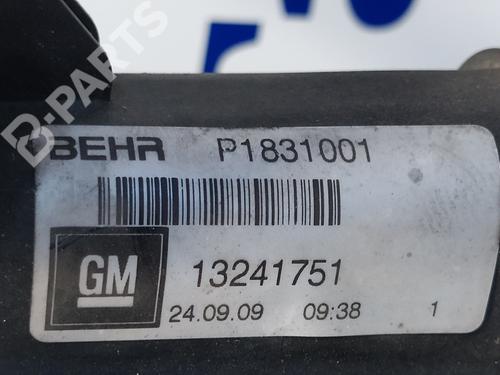 B-PARTS
BEHR P1831001
GM 13241751
24.09.09 09:38 1